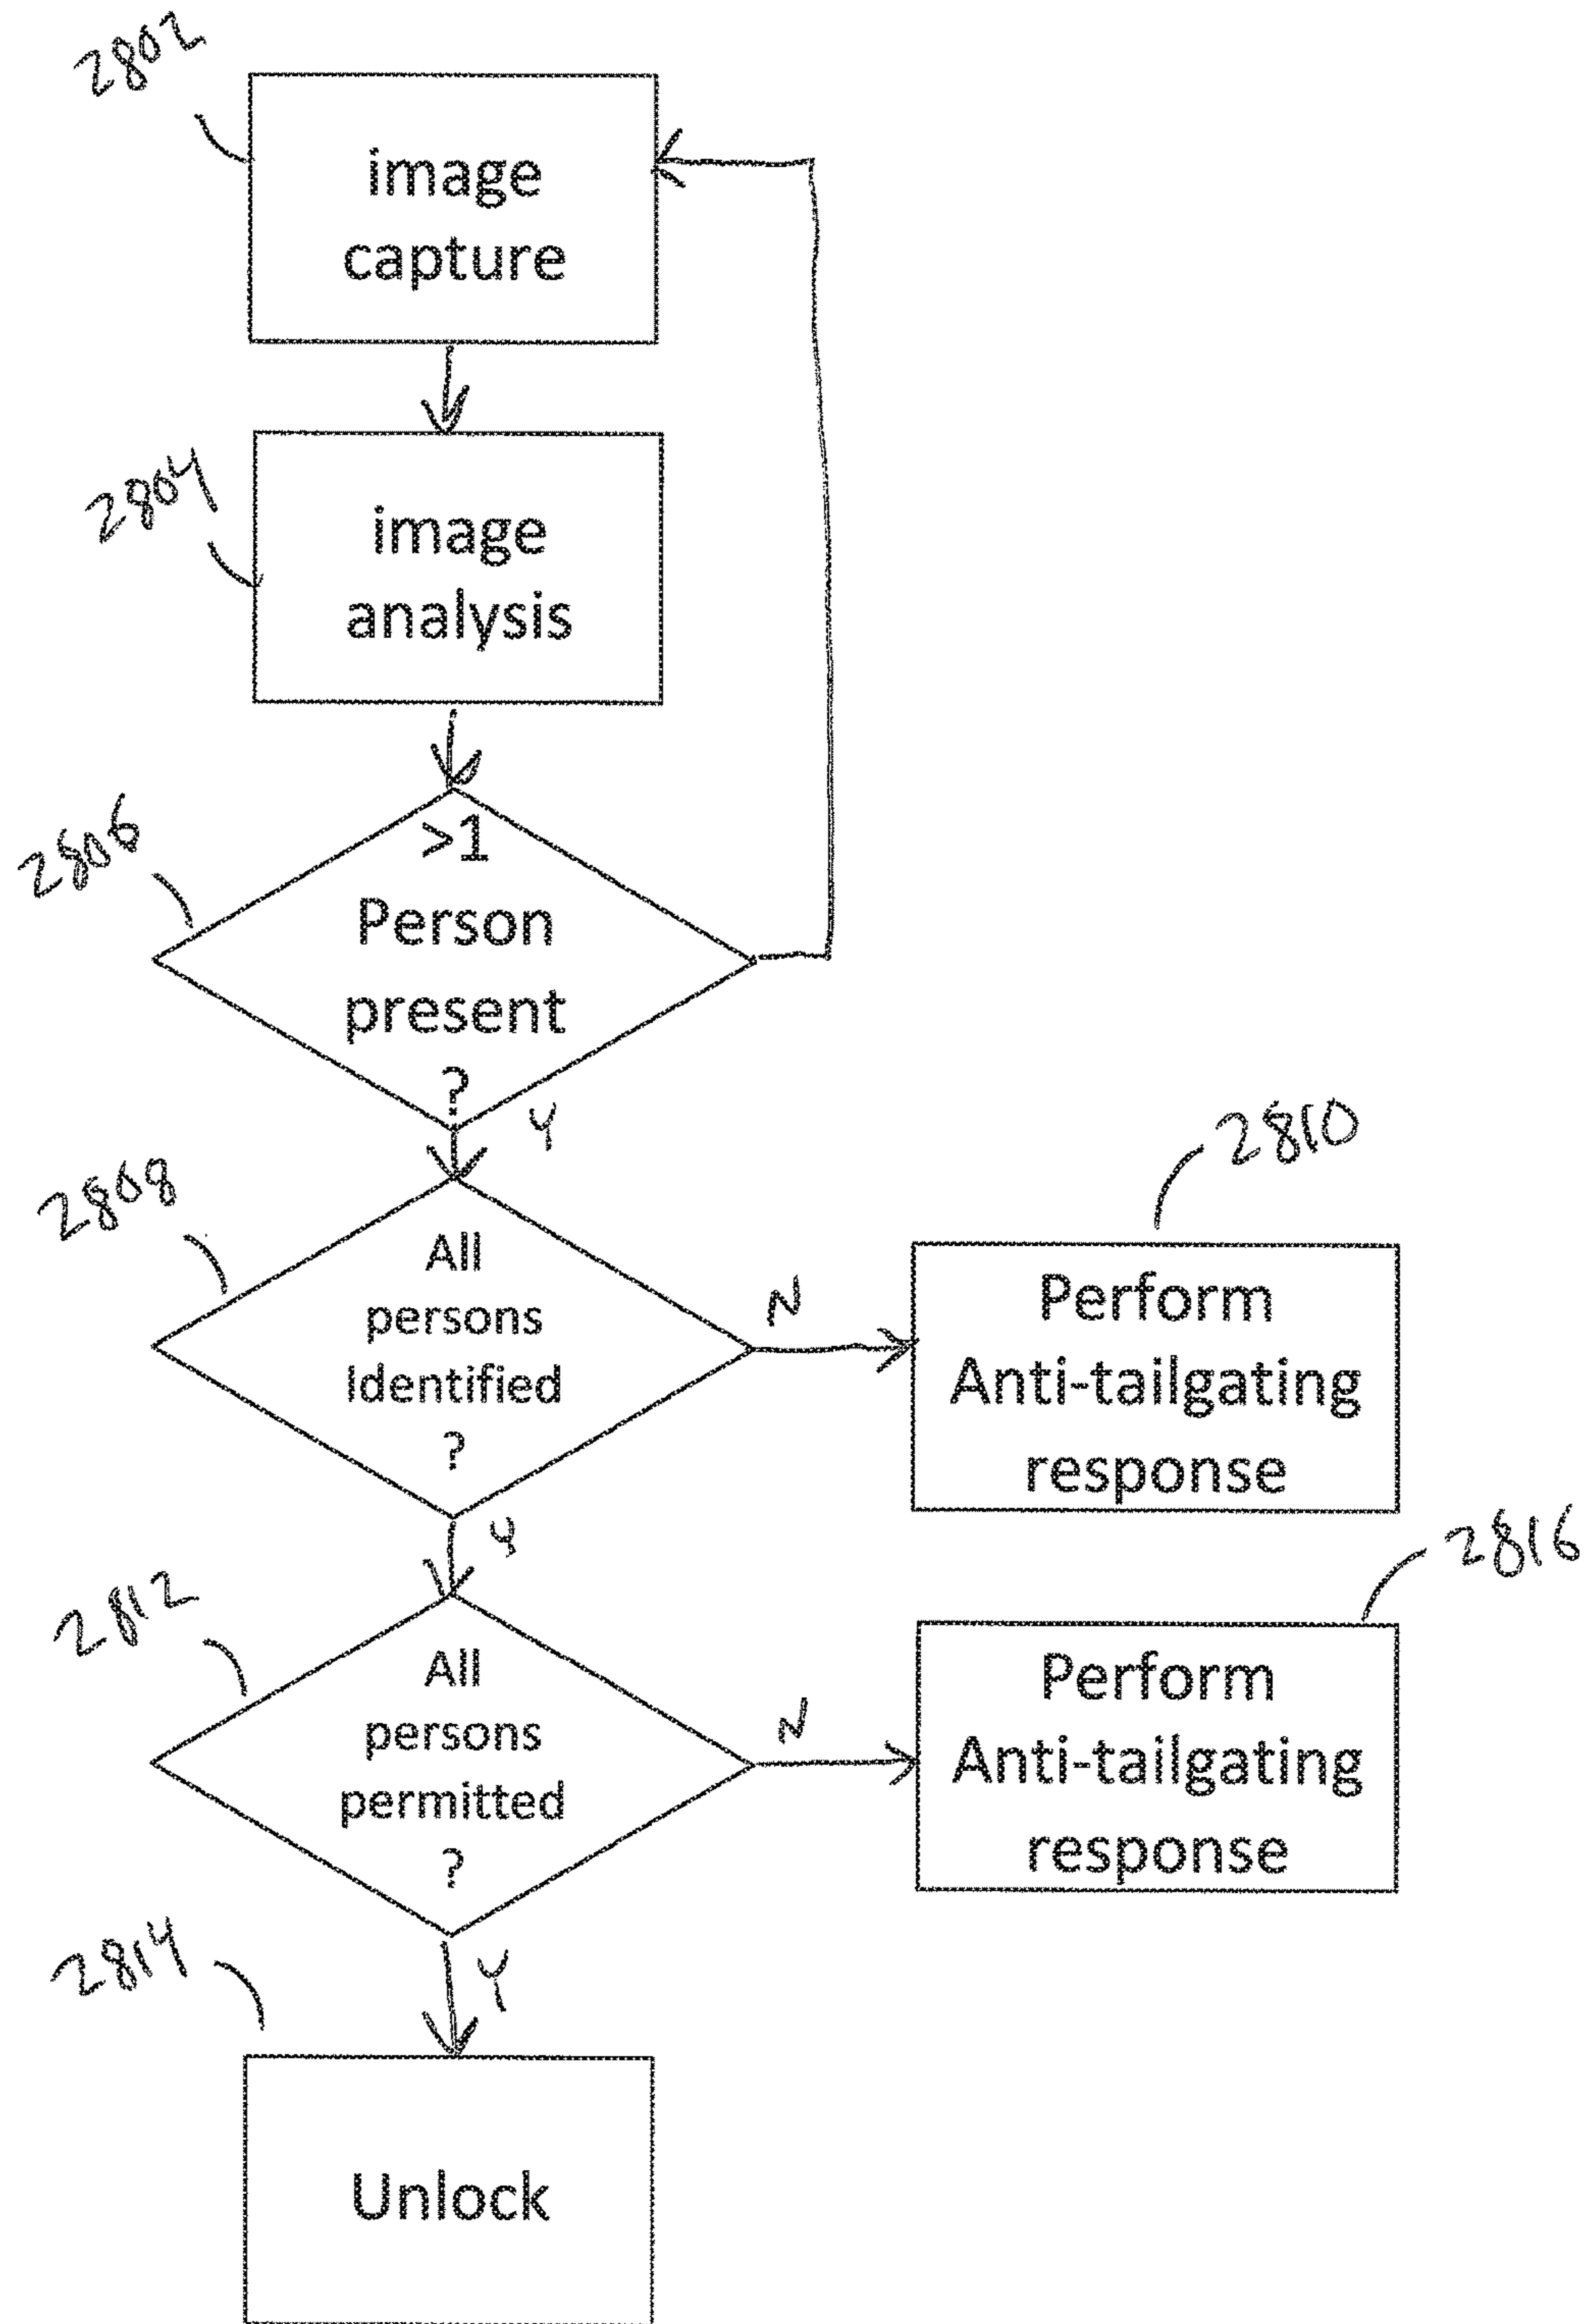 2802
image
capture
2804
image
analysis
2806
>1
Person
present
?
Y
2808
All
persons
Identified
?
N
2810
Perform
Anti-tailgating
response
Y
2812
All
persons
permitted
?
N
2816
Perform
Anti-tailgating
response
Y
2814
Unlock